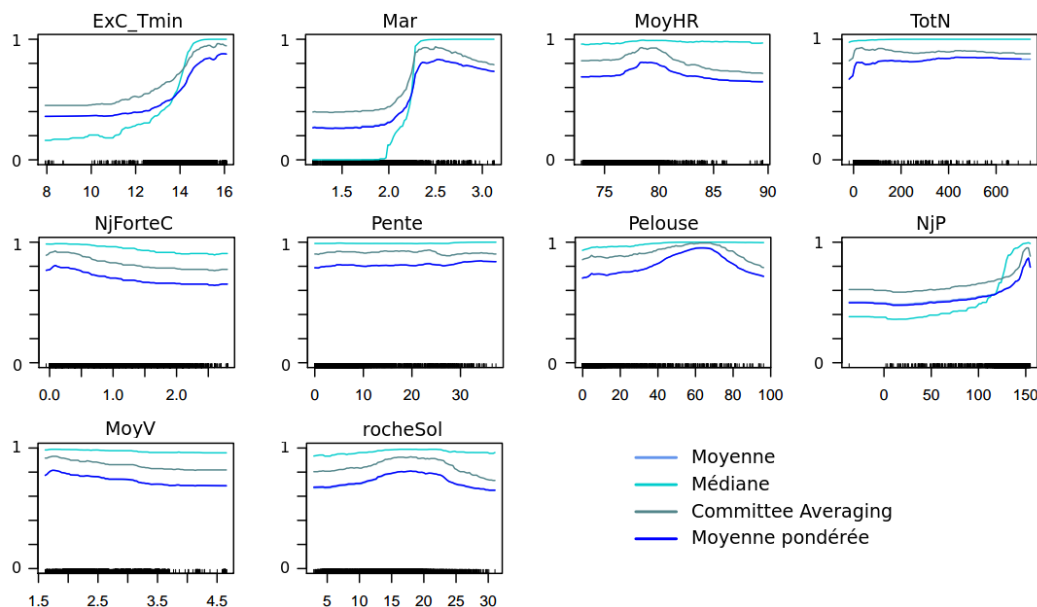 ExC_Tmin Mar MoyHR TotN
1 1 1 1
0 0 0 0
8 10 12 14 16 1.5 2.0 2.5 3.0 75 80 85 90 0 200 400 600
NjForteC Pente Pelouse NjP
1 1 1 1
0 0 0 0
0.0 1.0 2.0 0 10 20 30 0 20 40 60 80 100 0 50 100 150
MoyV rocheSol
1 1
0 0
1.5 2.5 3.5 4.5 5 10 15 20 25 30
Moyenne
Médiane
Committee Averaging
Moyenne pondérée